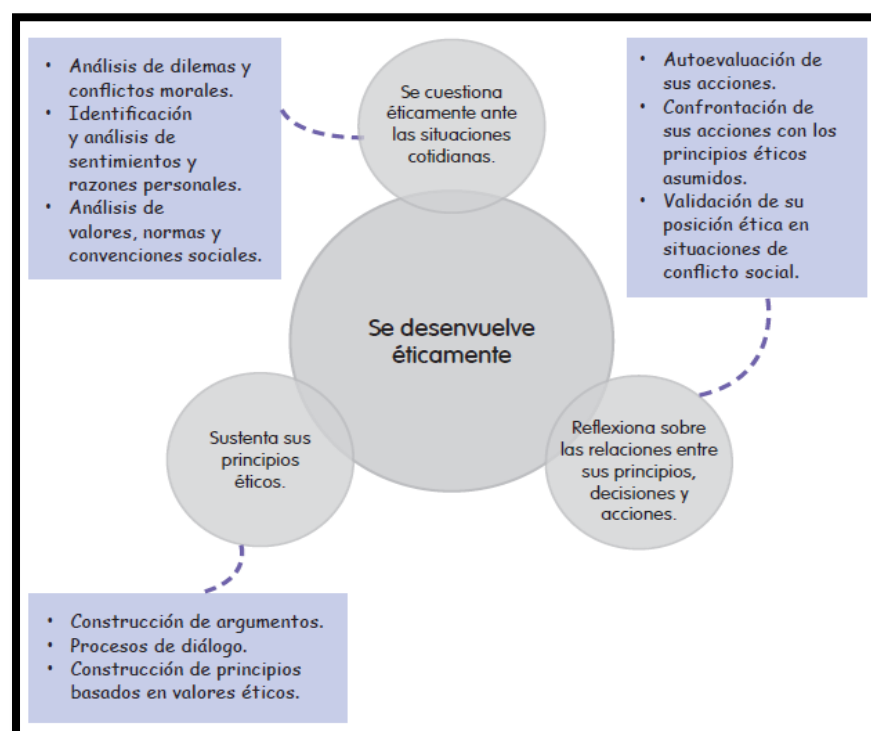 • Análisis de dilemas y
conflictos morales.
• Identificación
y análisis de
sentimientos y
razones personales.
• Análisis de
valores, normas y
convenciones sociales.
Se cuestiona
éticamente ante
las situaciones
cotidianas.
• Autoevaluación de
sus acciones.
• Confrontación de
sus acciones con los
principios éticos
asumidos.
• Validación de su
posición ética en
situaciones de
conflicto social.
Se desenvuelve
éticamente
Sustenta sus
principios
éticos.
Reflexiona sobre
las relaciones entre
sus principios,
decisiones y
acciones.
• Construcción de argumentos.
• Procesos de diálogo.
• Construcción de principios
basados en valores éticos.